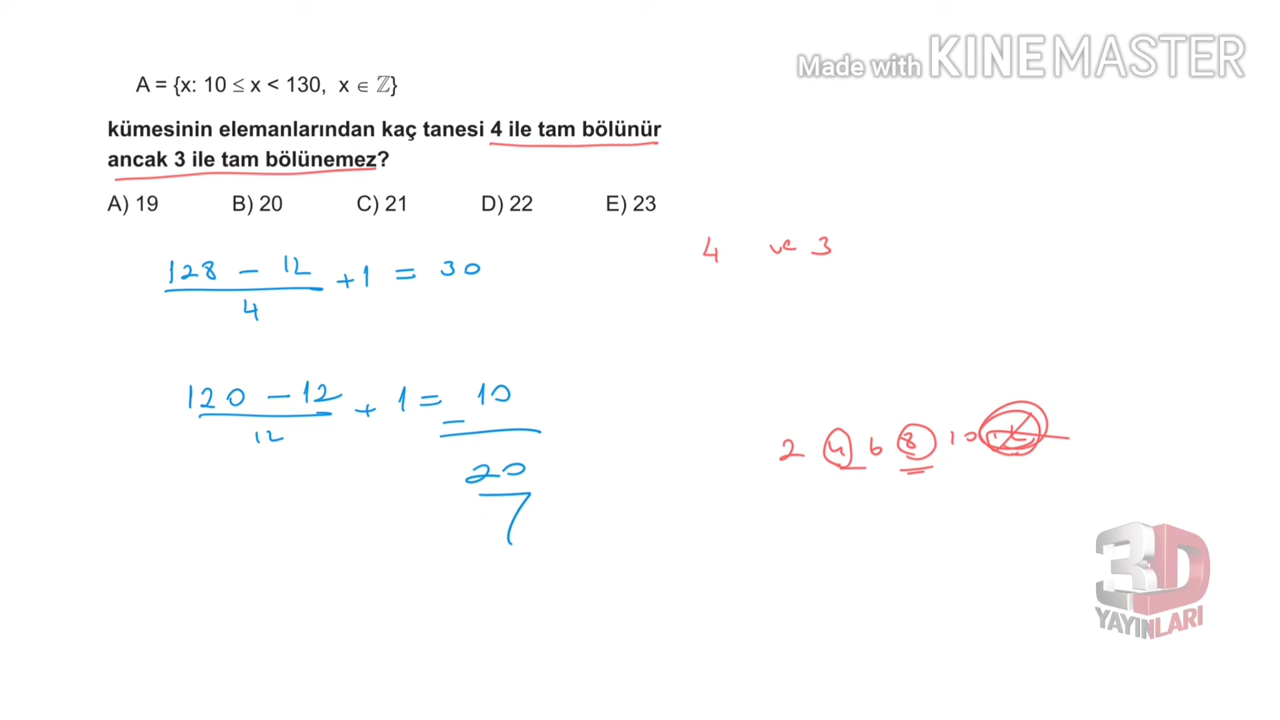 Made with KINEMASTER
A = {x: 10 ≤ x < 130, x ∈ ℤ}
kümesinin elemanlarından kaç tanesi 4 ile tam bölünür
ancak 3 ile tam bölünemez?
A) 19 B) 20 C) 21 D) 22 E) 23
4 ve 3
128 - 12
+ 1 = 30
4
120 - 12 + 1 = 10
12
-
20
2 4 6 8 10
3D
YAYINLARI